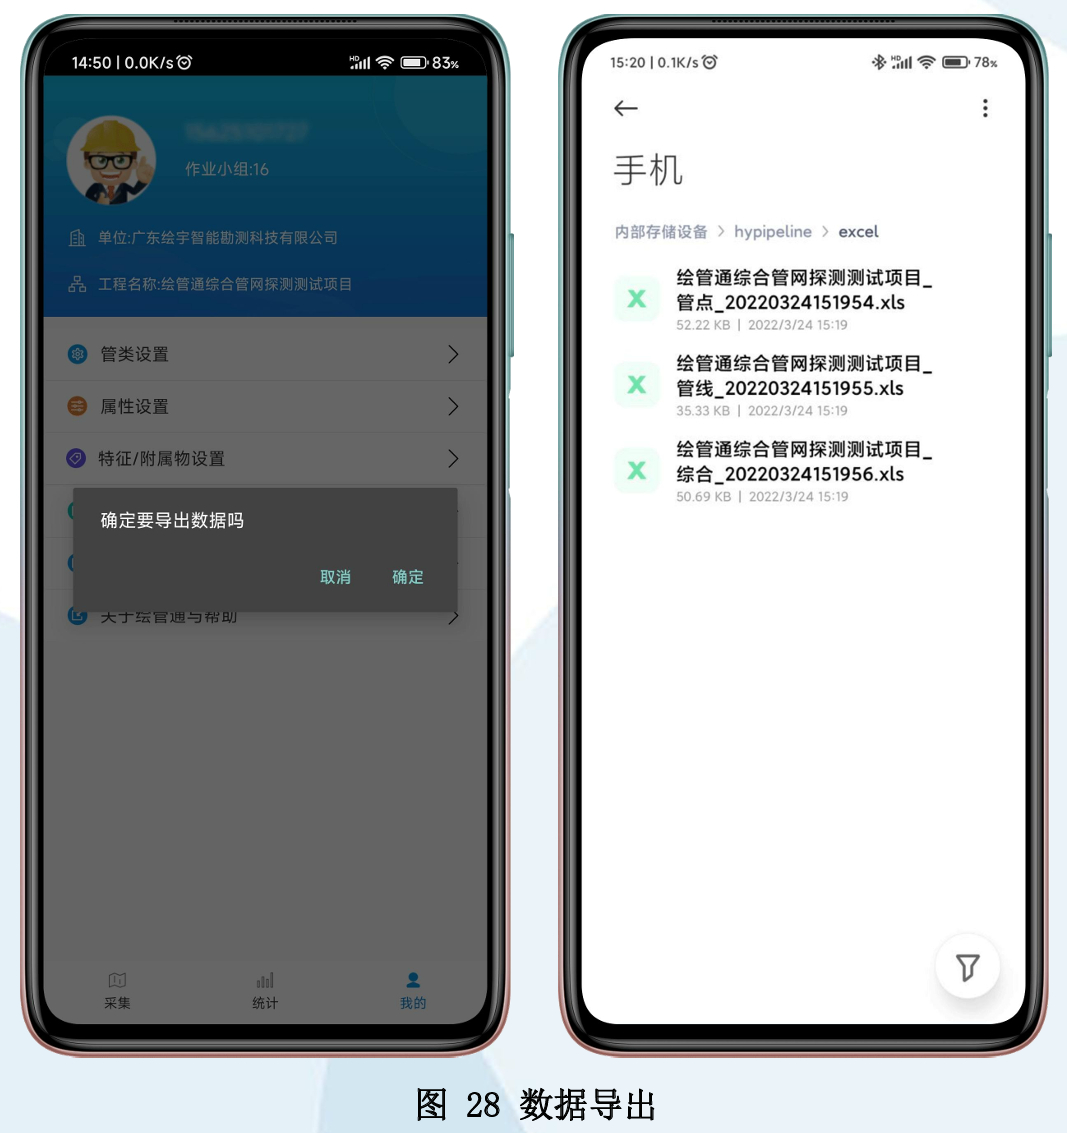 14:50 | 0.0K/s
HD
83%
作业小组:16
单位:广东绘宇智能勘测科技有限公司
工程名称:绘管通综合管网探测测试项目
管类设置
属性设置
特征/附属物设置
确定要导出数据吗
取消 确定
关于绘管通与帮助
采集 统计 我的
15:20 | 0.1K/s
HD
78%
手机
内部存储设备 > hypipeline > excel
X
绘管通综合管网探测测试项目_
管点_20220324151954.xls
52.22 KB | 2022/3/24 15:19
X
绘管通综合管网探测测试项目_
管线_20220324151955.xls
35.33 KB | 2022/3/24 15:19
X
绘管通综合管网探测测试项目_
综合_20220324151956.xls
50.69 KB | 2022/3/24 15:19
图 28 数据导出